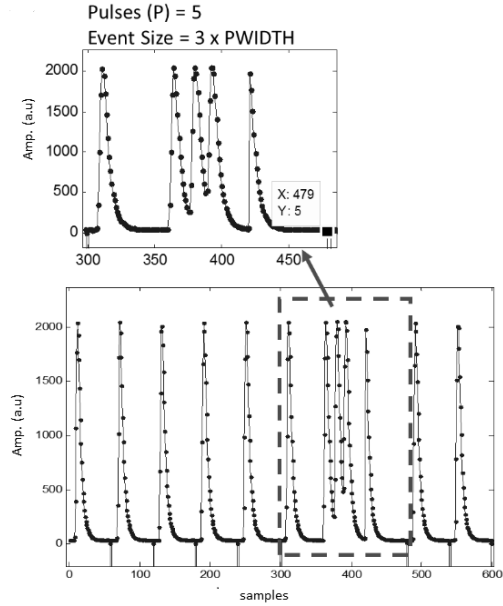 Pulses (P) = 5
Event Size = 3 x PWIDTH
2000
1500
1000
500
0
Amp. (a.u)
X: 479
Y: 5
300 350 400 450
2000
1500
1000
500
0
Amp. (a.u)
0 100 200 300 400 500 600
samples